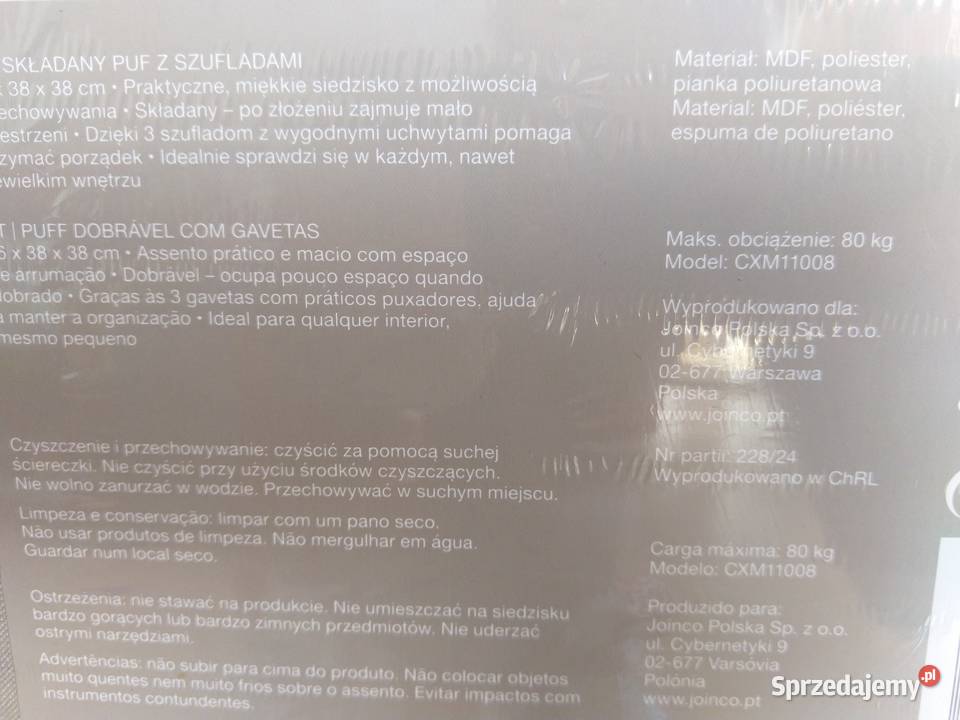 SKŁADANY PUF Z SZUFLADAMI
x 38 x 38 cm • Praktyczne, miękkie siedzisko z możliwością
echowywania • Składany – po złożeniu zajmuje mało
estrzeni • Dzięki 3 szufladom z wygodnymi uchwytami pomaga
zymać porządek • Idealnie sprawdzi się w każdym, nawet
ewielkim wnętrzu
T | PUFF DOBRÁVEL COM GAVETAS
6 x 38 x 38 cm • Assento prático e macio com espaço
e arrumação • Dobrável – ocupa pouco espaço quando
dobrado • Graças às 3 gavetas com práticos puxadores, ajuda
a manter a organização • Ideal para qualquer interior,
mesmo pequeno
Czyszczenie i przechowywanie: czyścić za pomocą suchej
ściereczki. Nie czyścić przy użyciu środków czyszczących.
Nie wolno zanurzać w wodzie. Przechowywać w suchym miejscu.
Limpeza e conservação: limpar com um pano seco.
Não usar produtos de limpeza. Não mergulhar em água.
Guardar num local seco.
Ostrzeżenia: nie stawać na produkcie. Nie umieszczać na siedzisku
bardzo gorących lub bardzo zimnych przedmiotów. Nie uderzać
ostrymi narzędziami.
Advertências: não subir para cima do produto. Não colocar objetos
muito quentes nem muito frios sobre o assento. Evitar impactos com
instrumentos contundentes.
Materiał: MDF, poliester,
pianka poliuretanowa
Material: MDF, poliéster,
espuma de poliuretano
Maks. obciążenie: 80 kg
Model: CXM11008
Wyprodukowano dla:
Joinco Polska Sp. z o.o.
ul. Cybernetyki 9
02-677 Warszawa
Polska
www.joinco.pt
Nr partii: 228/24
Wyprodukowano w ChRL
Carga máxima: 80 kg
Modelo: CXM11008
Produzido para:
Joinco Polska Sp. z o.o.
ul. Cybernetyki 9
02-677 Varsóvia
Polónia
www.joinco.pt
Sprzedajemy.pl